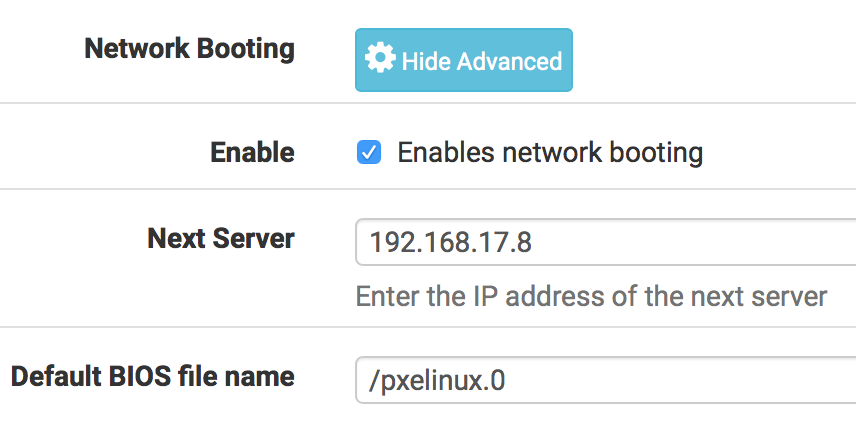 Network Booting
Hide Advanced
Enable
Enables network booting
Next Server
192.168.17.8
Enter the IP address of the next server
Default BIOS file name
/pxelinux.0